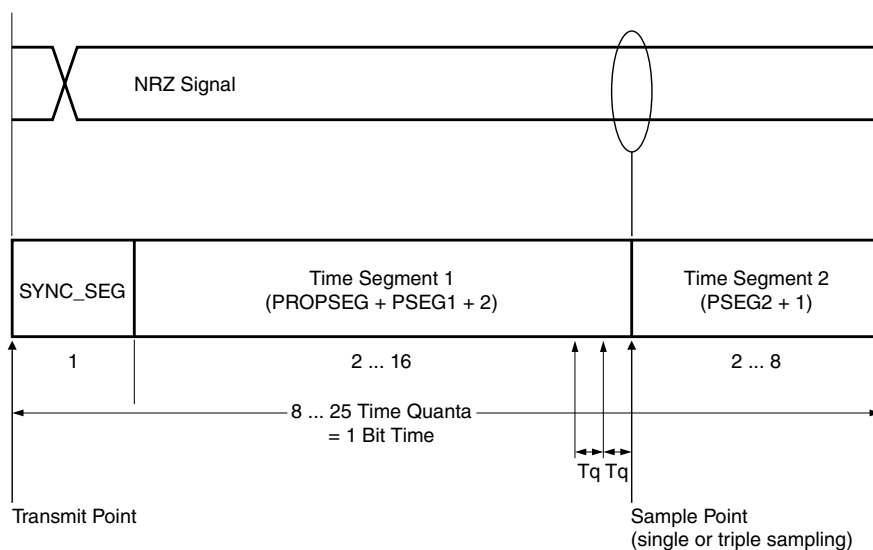 NRZ Signal
SYNC_SEG
Time Segment 1
(PROPSEG + PSEG1 + 2)
Time Segment 2
(PSEG2 + 1)
1
2 ... 16
2 ... 8
8 ... 25 Time Quanta
= 1 Bit Time
Tq Tq
Transmit Point
Sample Point
(single or triple sampling)